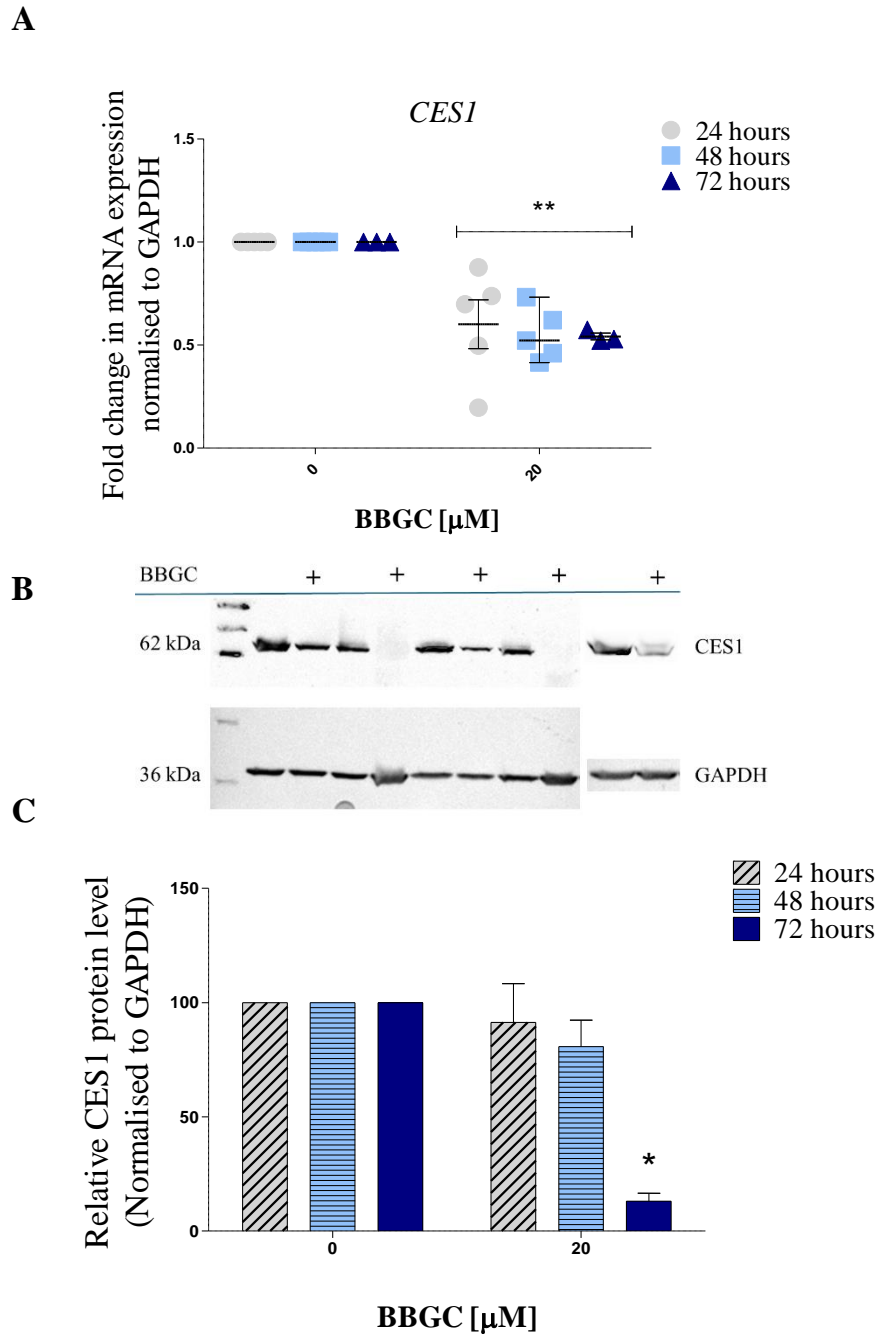 A
CES1
24 hours
48 hours
72 hours
Fold change in mRNA expression
normalised to GAPDH
1.5
1.0
0.5
0.0
**
0
20
BBGC [μM]
B
BBGC + + + + +
62 kDa
CES1
36 kDa
GAPDH
C
24 hours
48 hours
72 hours
Relative CES1 protein level
(Normalised to GAPDH)
150
100
50
0
*
0
20
BBGC [μM]